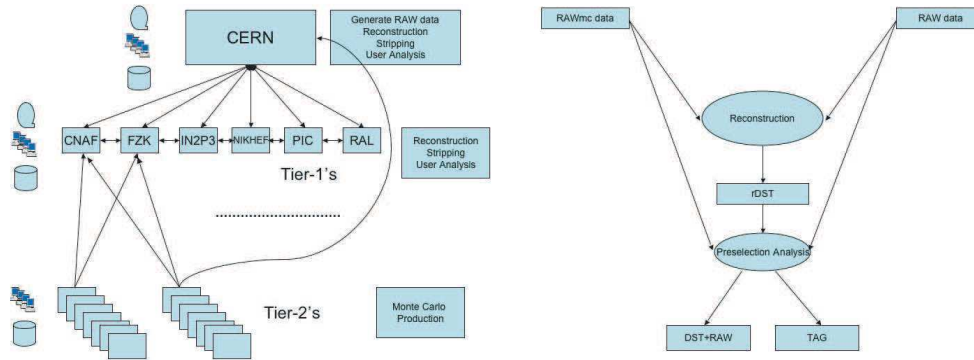 CERN
Generate RAW data
Reconstruction
Stripping
User Analysis
CNAF
FZK
IN2P3
NIKHEF
PIC
RAL
Reconstruction
Stripping
User Analysis
Tier-1's
Tier-2's
Monte Carlo
Production
RAWmc data
RAW data
Reconstruction
rDST
Preselection Analysis
DST+RAW
TAG